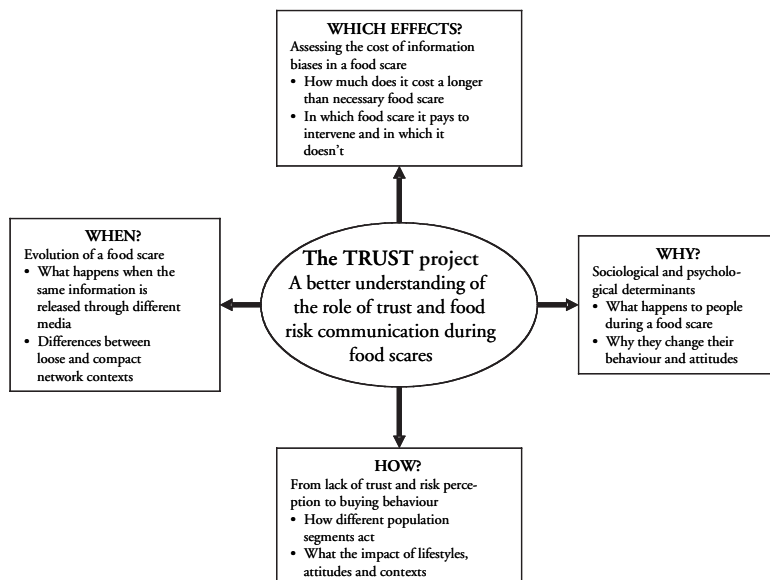 WHICH EFFECTS?
Assessing the cost of information
biases in a food scare
• How much does it cost a longer
than necessary food scare
• In which food scare it pays to
intervene and in which it
doesn't
WHEN?
Evolution of a food scare
• What happens when the
same information is
released through different
media
• Differences between
loose and compact
network contexts
The TRUST project
A better understanding of
the role of trust and food
risk communication during
food scares
WHY?
Sociological and psycholo-
gical determinants
• What happens to people
during a food scare
• Why they change their
behaviour and attitudes
HOW?
From lack of trust and risk perce-
ption to buying behaviour
• How different population
segments act
• What the impact of lifestyles,
attitudes and contexts